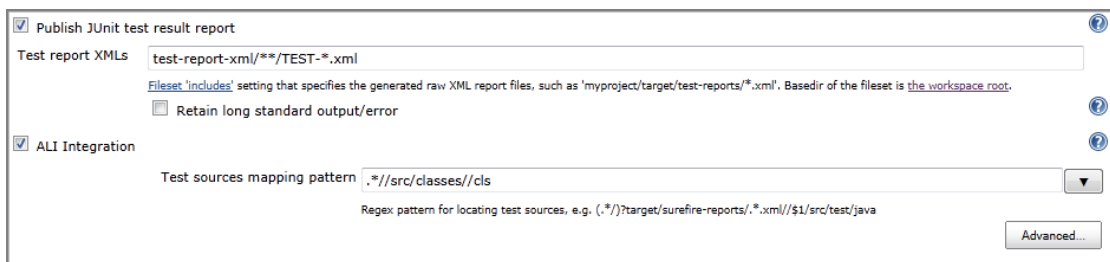 Publish JUnit test result report
Test report XMLs test-report-xml/**/TEST-*.xml
Fileset 'includes' setting that specifies the generated raw XML report files, such as 'myproject/target/test-reports/*.xml'. Basedir of the fileset is the workspace root.
Retain long standard output/error
ALI Integration
Test sources mapping pattern .*//src/classes//cls
Regex pattern for locating test sources, e.g. (.*/)?target/surefire-reports/.*.xml//$1/src/test/java
Advanced...